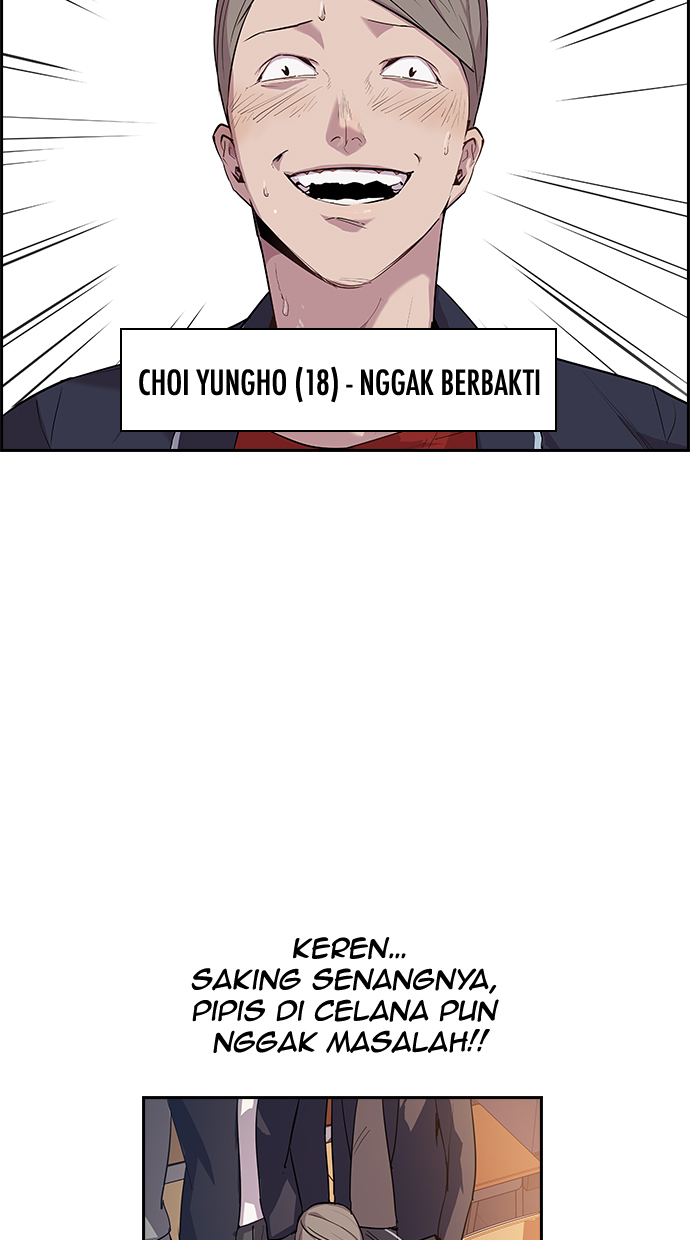 CHOI YUNGHO (18) - NGGAK BERBAKTI
KEREN...
SAKING SENANGNYA,
PIPIS DI CELANA PUN
NGGAK MASALAH!!